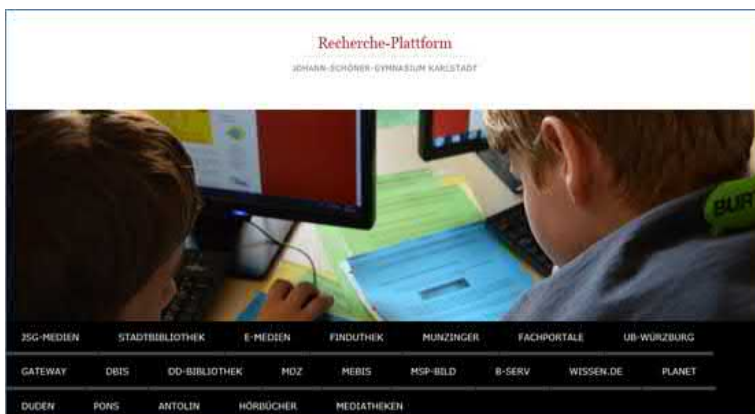 Recherche-Plattform
JOHANN-SCHÖNER-GYMNASIUM KARLSTADT
BUR
JSG-MEDIEN STADTBIBLIOTHEK E-MEDIEN FINDUTHEK MUNZINGER FACHPORTALE UB-WÜRZBURG
GATEWAY DBIS DD-BIBLIOTHEK MDZ MEBIS MSP-BILD B-SERV WISSEN.DE PLANET
DUDEN PONS ANTOLIN HÖRBÜCHER MEDIATHEKEN